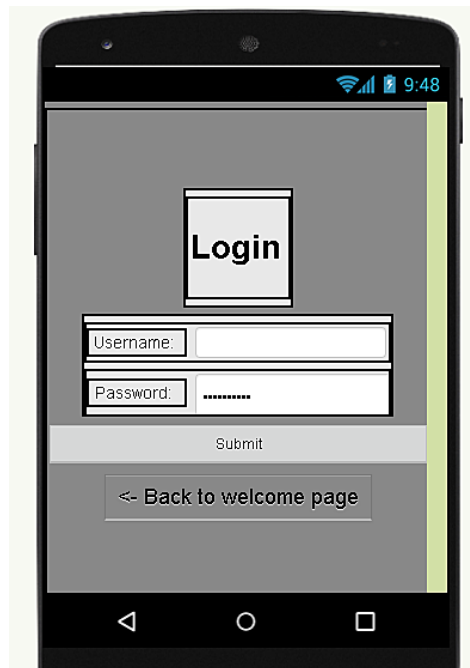 9:48
Login
Username:
Password: ••••••••••
Submit
<- Back to welcome page